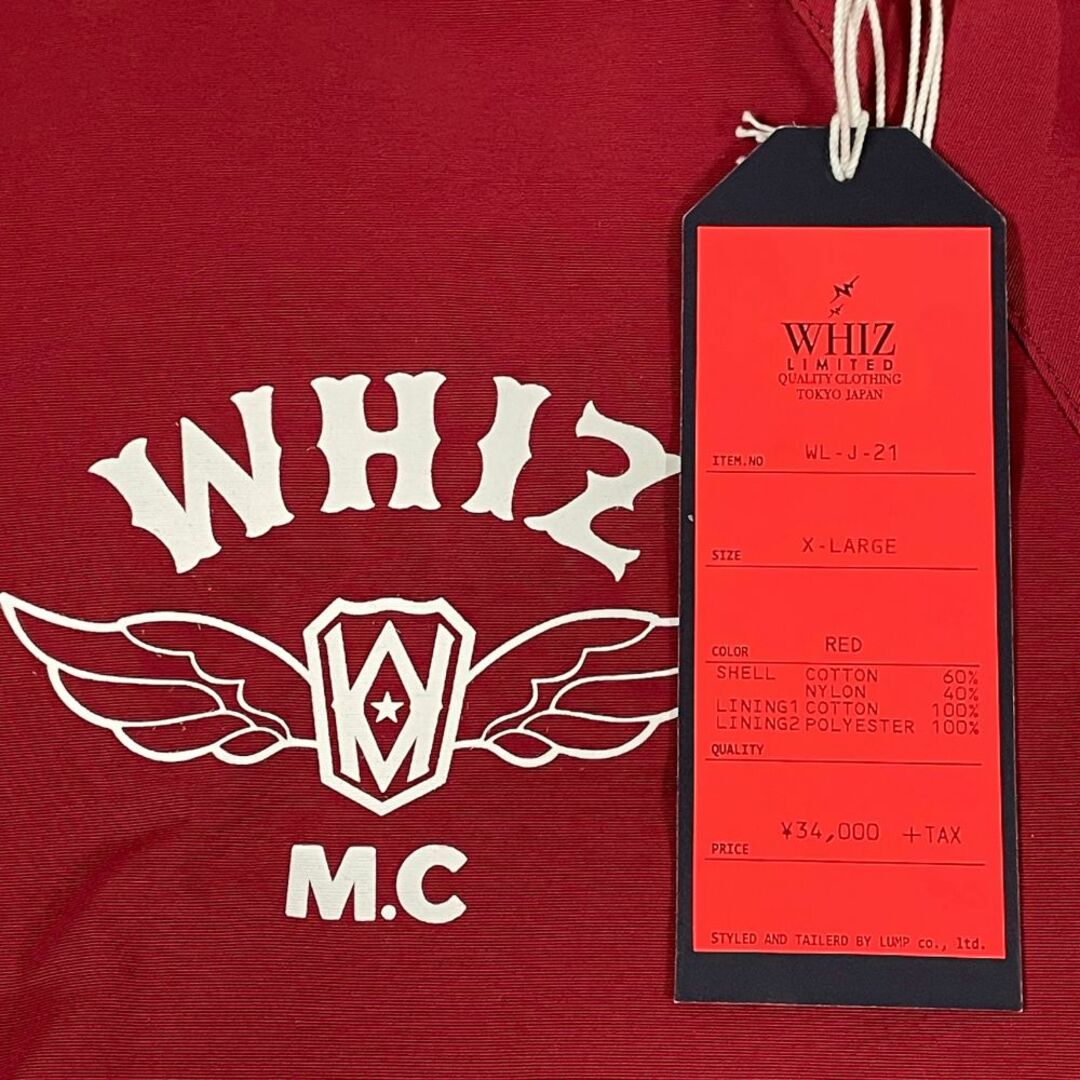 WHIZ
M.C
WHIZ
LIMITED
QUALITY CLOTHING
TOKYO JAPAN
ITEM.NO WL-J-21
SIZE X-LARGE
COLOR RED
SHELL COTTON 60%
NYLON 40%
LINING1 COTTON 100%
LINING2 POLYESTER 100%
QUALITY
PRICE ¥34,000 +TAX
STYLED AND TAILERD BY LUMP co., ltd.